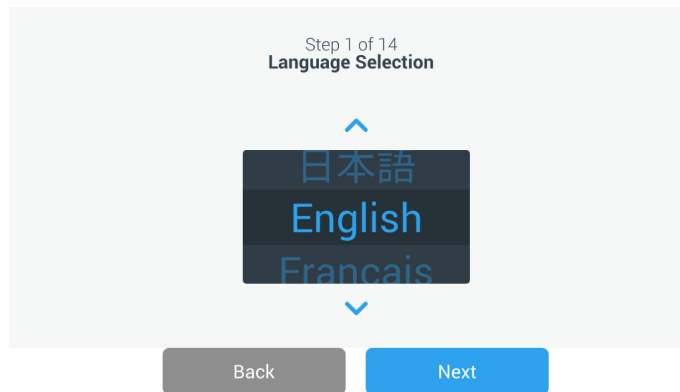 Step 1 of 14
Language Selection
日本語
English
Francais
Back
Next